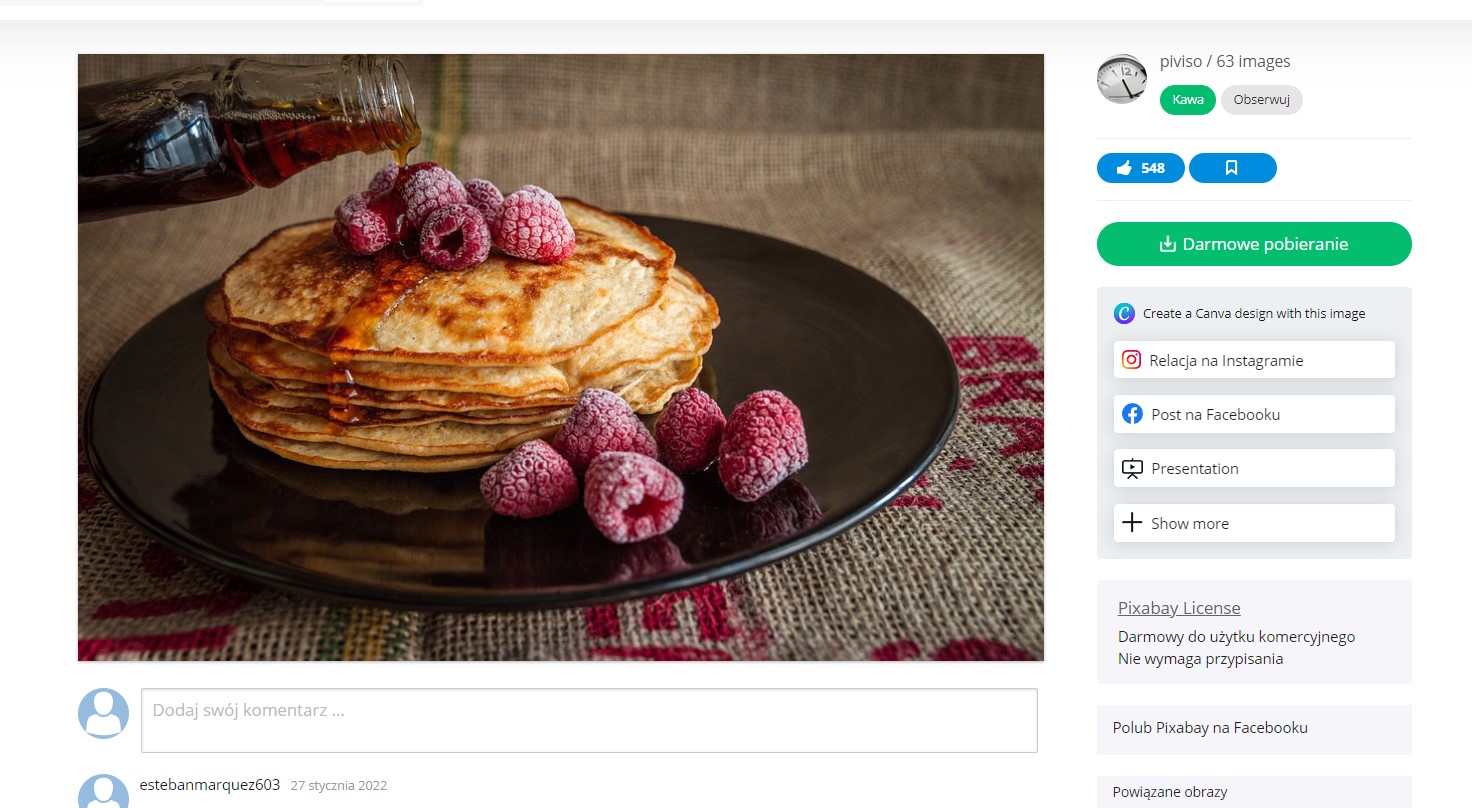 piviso / 63 images
Kawa
Obserwuj
548
Darmowe pobieranie
Create a Canva design with this image
Relacja na Instagramie
Post na Facebooku
Presentation
Show more
Pixabay License
Darmowy do użytku komercyjnego
Nie wymaga przypisania
Polub Pixabay na Facebooku
Powiązane obrazy
Dodaj swój komentarz ...
estebanmarquez603 27 stycznia 2022